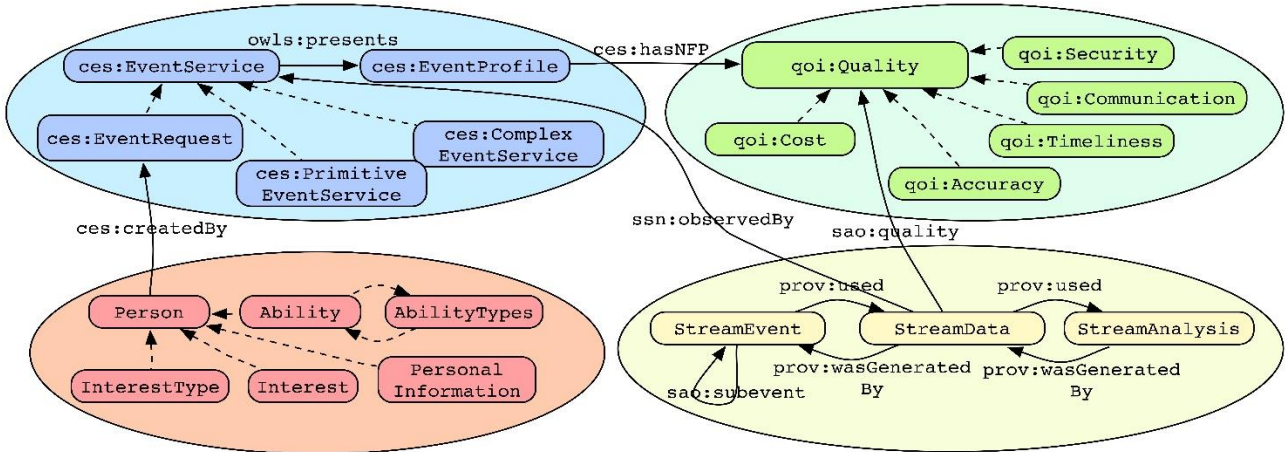 owls:presents
ces:EventService
ces:EventProfile
ces:hasNFP
ces:EventRequest
ces:Complex
EventService
ces:Primitive
EventService
qoi:Quality
qoi:Security
qoi:Communication
qoi:Cost
qoi:Timeliness
qoi:Accuracy
ces:createdBy
ssn:observedBy
sao:quality
Person
Ability
AbilityTypes
InterestType
Interest
Personal
Information
prov:used
prov:used
StreamEvent
StreamData
StreamAnalysis
prov:wasGenerated
By
prov:wasGenerated
By
sao:subevent